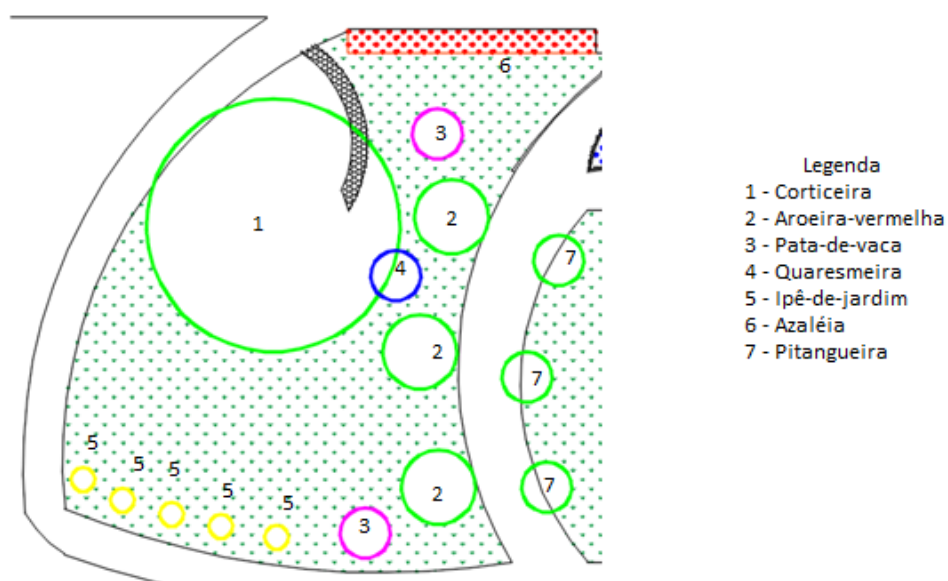 6
3
1
2
4
7
2
7
5
5
5
5
5
2
7
3
Legenda
1 - Corticeira
2 - Aroeira-vermelha
3 - Pata-de-vaca
4 - Quaresmeira
5 - Ipê-de-jardim
6 - Azaléia
7 - Pitangueira